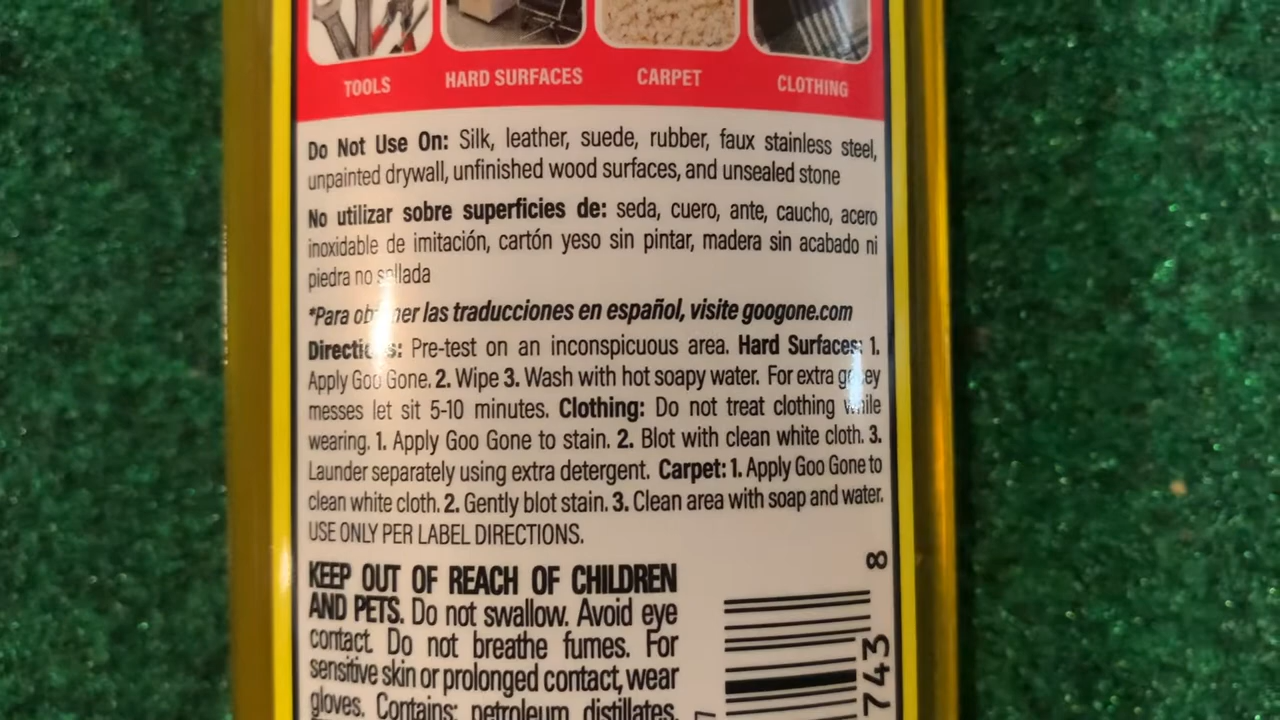 TOOLS HARD SURFACES CARPET CLOTHING
Do Not Use On: Silk, leather, suede, rubber, faux stainless steel,
unpainted drywall, unfinished wood surfaces, and unsealed stone
No utilizar sobre superficies de: seda, cuero, ante, caucho, acero
inoxidable de imitación, cartón yeso sin pintar, madera sin acabado ni
piedra no sellada
*Para obtener las traducciones en español, visite googone.com
Directions: Pre-test on an inconspicuous area. Hard Surfaces: 1.
Apply Goo Gone. 2. Wipe 3. Wash with hot soapy water. For extra gooey
messes let sit 5-10 minutes. Clothing: Do not treat clothing while
wearing. 1. Apply Goo Gone to stain. 2. Blot with clean white cloth. 3.
Launder separately using extra detergent. Carpet: 1. Apply Goo Gone to
clean white cloth. 2. Gently blot stain. 3. Clean area with soap and water.
USE ONLY PER LABEL DIRECTIONS.
KEEP OUT OF REACH OF CHILDREN
AND PETS. Do not swallow. Avoid eye
contact. Do not breathe fumes. For
sensitive skin or prolonged contact, wear
gloves. Contains: petroleum distillates.
743 8